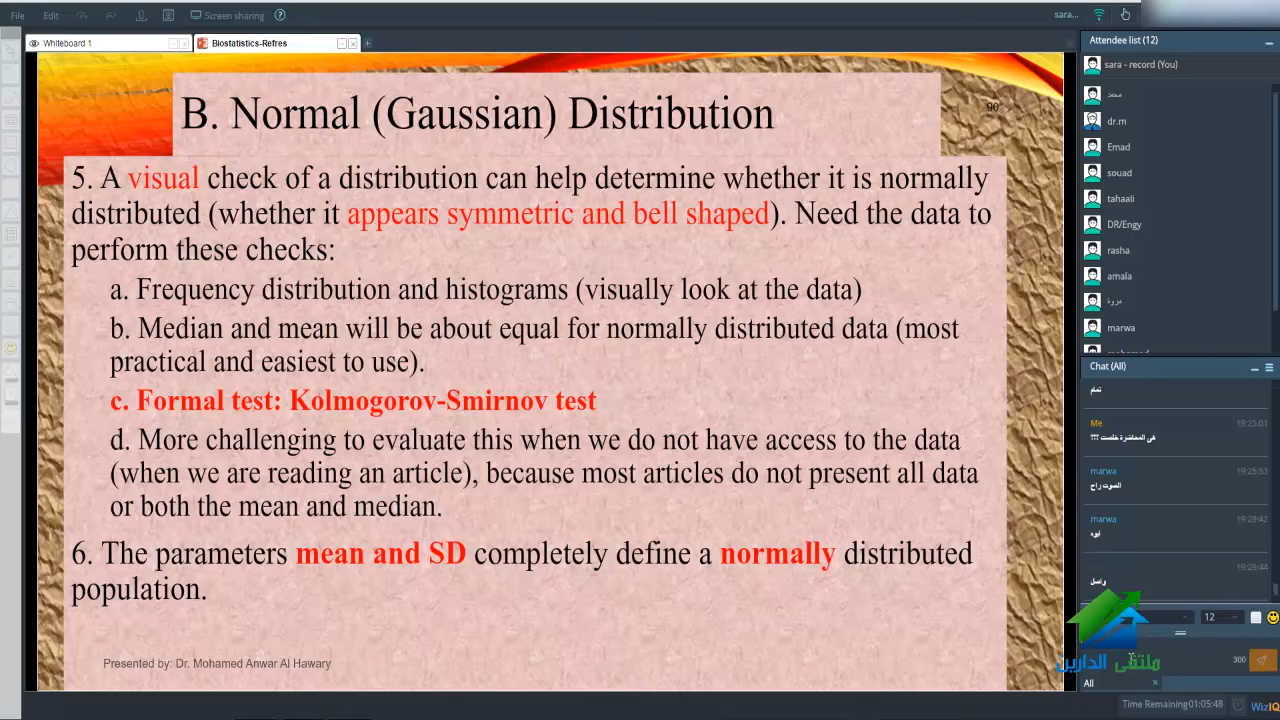 File Edit Screen sharing sara...
Whiteboard 1 Biostatistics-Refres
B. Normal (Gaussian) Distribution
90
5. A visual check of a distribution can help determine whether it is normally
distributed (whether it appears symmetric and bell shaped). Need the data to
perform these checks:
a. Frequency distribution and histograms (visually look at the data)
b. Median and mean will be about equal for normally distributed data (most
practical and easiest to use).
c. Formal test: Kolmogorov-Smirnov test
d. More challenging to evaluate this when we do not have access to the data
(when we are reading an article), because most articles do not present all data
or both the mean and median.
6. The parameters mean and SD completely define a normally distributed
population.
Presented by: Dr. Mohamed Anwar Al Hawary
Attendee list (12)
sara - record (You)
محمد
dr.m
Emad
souad
tahaali
DR/Engy
rasha
amala
مروة
marwa
Chat (All)
تمام
Me 19:25:01
هى المحاضرة خلصت ؟؟؟
marwa 19:25:53
الصوت راح
marwa 19:29:42
ايوه
19:29:44
واصل
12
ملتقى الدارين
300
All
Time Remaining 01:05:48
WizIQ